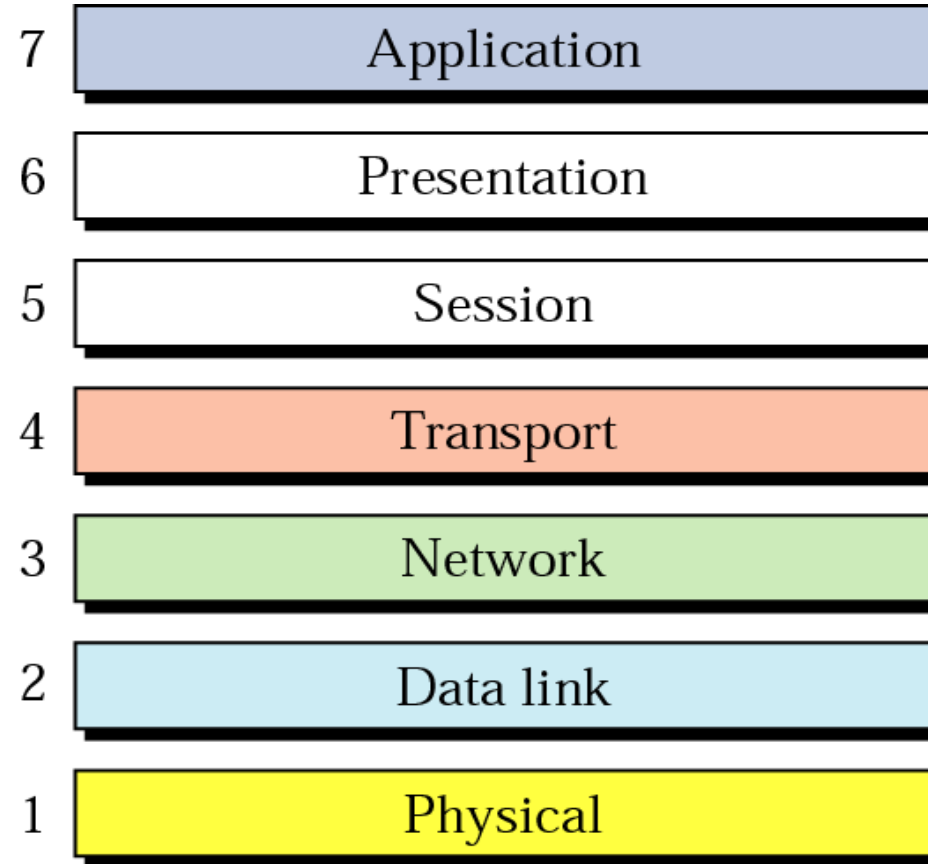 7 Application
6 Presentation
5 Session
4 Transport
3 Network
2 Data link
1 Physical